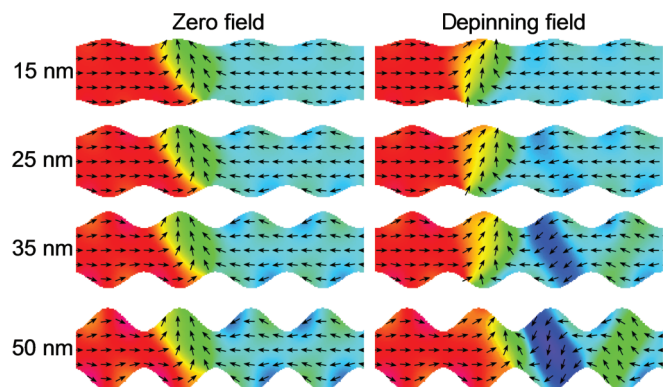 Zero field
Depinning field
15 nm
25 nm
35 nm
50 nm